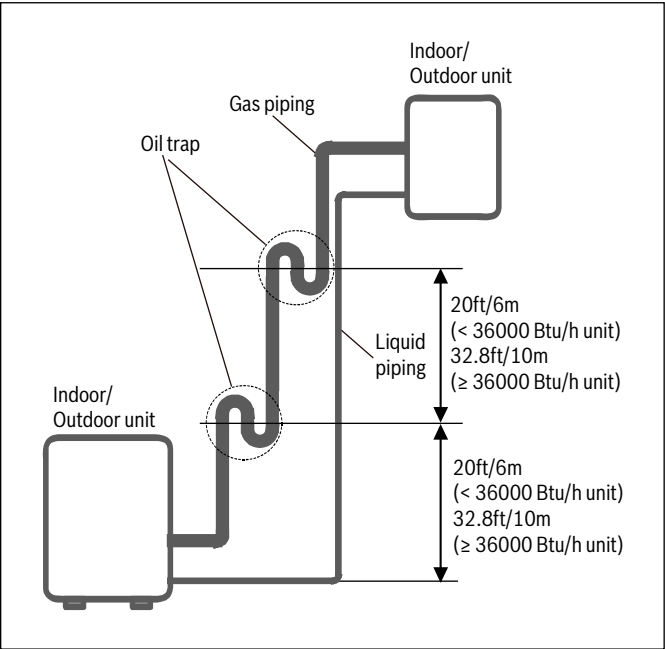 Indoor/
Outdoor unit
Gas piping
Oil trap
20ft/6m
(< 36000 Btu/h unit)
32.8ft/10m
(≥ 36000 Btu/h unit)
Liquid
piping
Indoor/
Outdoor unit
20ft/6m
(< 36000 Btu/h unit)
32.8ft/10m
(≥ 36000 Btu/h unit)